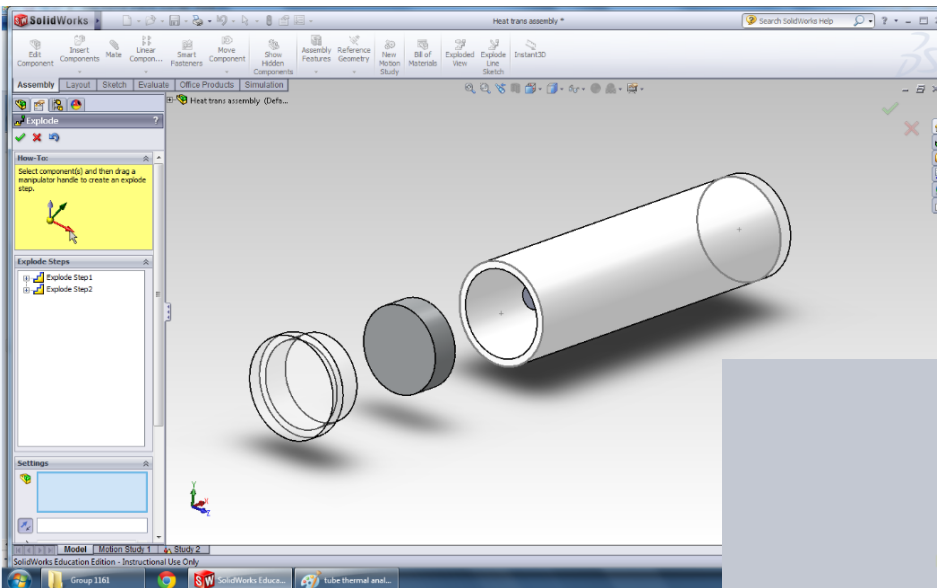 SolidWorks
Heat trans assembly *
Search SolidWorks Help
Edit Component
Insert Components
Mate
Linear Compon...
Smart Fasteners
Move Component
Show Hidden Components
Assembly Features
Reference Geometry
New Motion Study
Bill of Materials
Exploded View
Explode Line Sketch
Instant3D
Assembly Layout Sketch Evaluate Office Products Simulation
Heat trans assembly (Defa...
Explode ?
How-To:
Select component(s) and then drag a
manipulator handle to create an explode
step.
Explode Steps
Explode Step1
Explode Step2
Settings
Y
X
Z
Model Motion Study 1 Study 2
SolidWorks Education Edition - Instructional Use Only
Group 1161
SolidWorks Educa...
tube thermal anal...